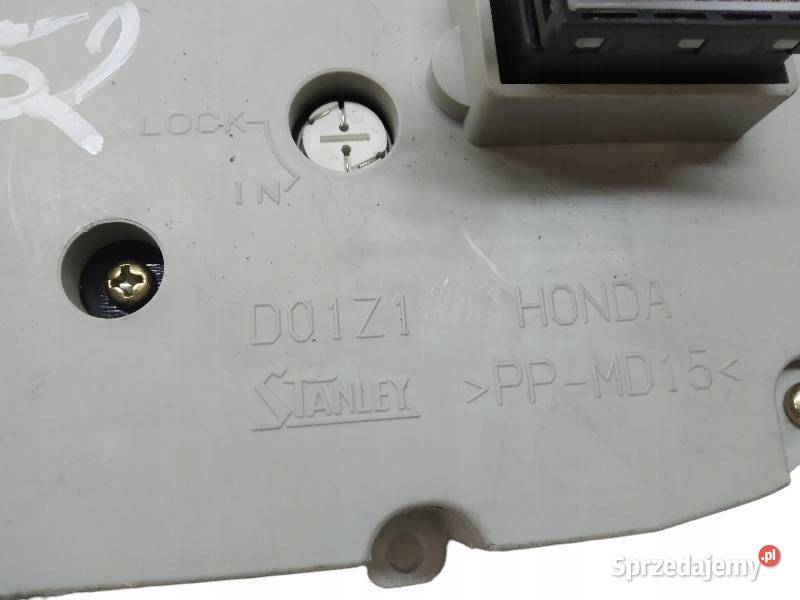 LOCK
IN
D01Z1 HONDA
STANLEY >PP-MD15<
Sprzedajemy.pl